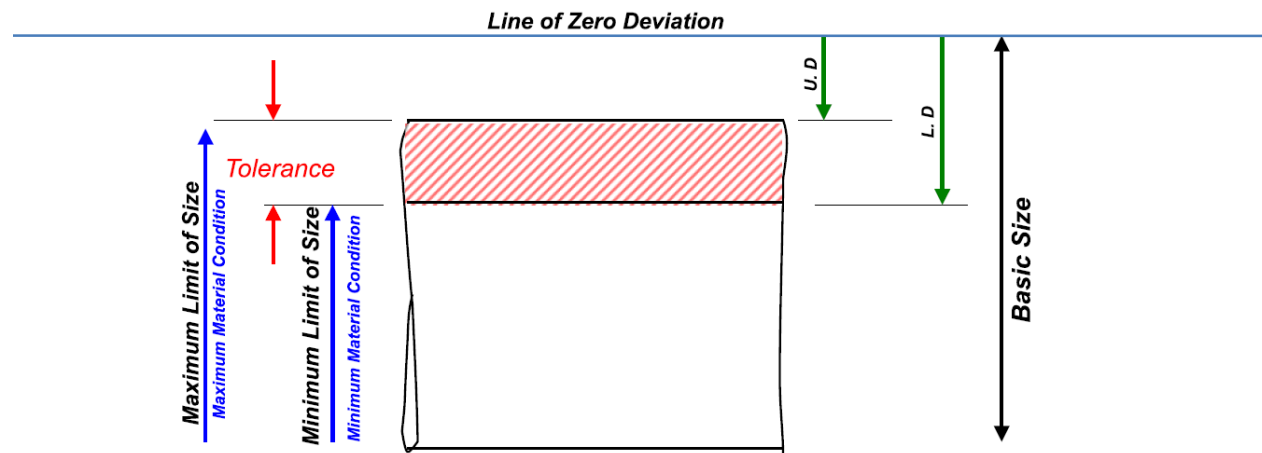 Line of Zero Deviation
U. D
L. D
Tolerance
Maximum Limit of Size
Maximum Material Condition
Minimum Limit of Size
Minimum Material Condition
Basic Size